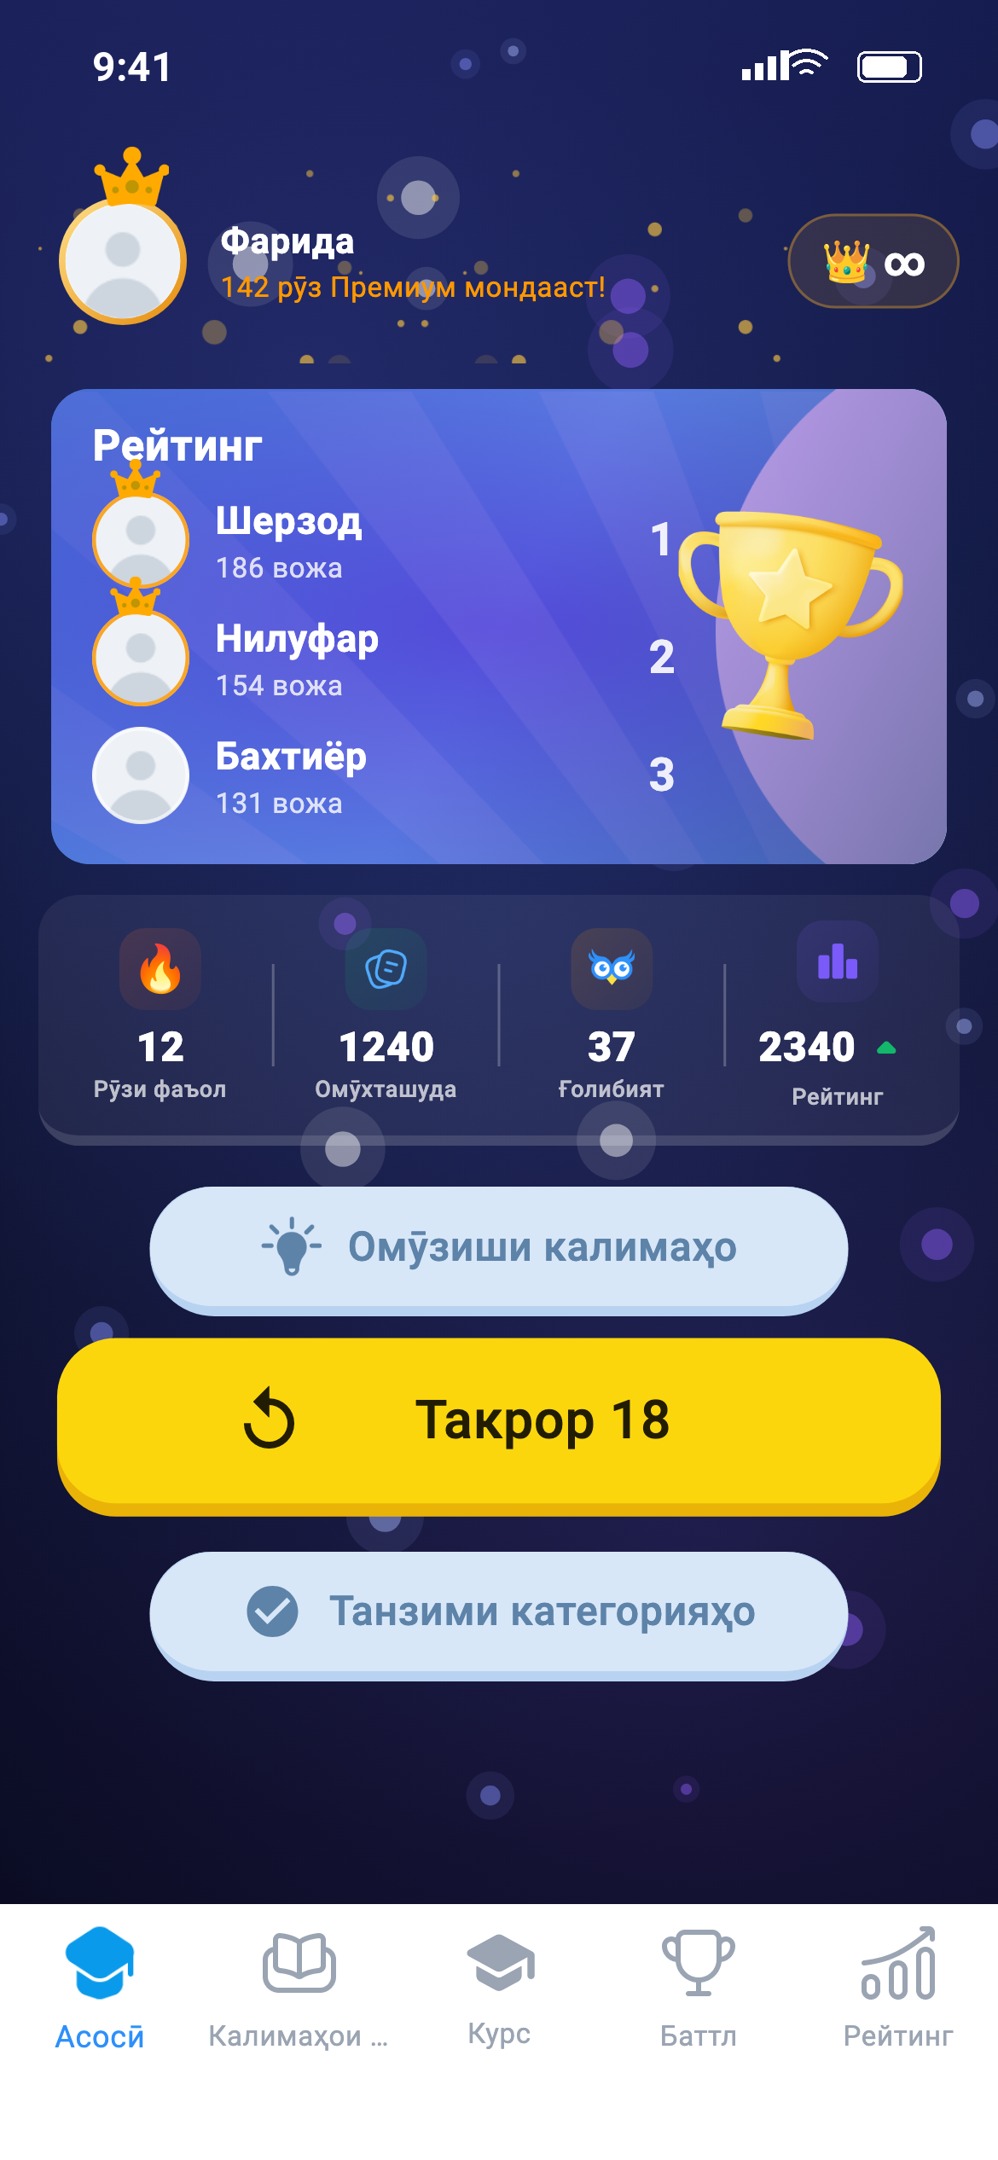 9:41
Фарида
142 рӯз Премиум мондааст!
∞
Рейтинг
Шерзод
186 вожа
1
Нилуфар
154 вожа
2
Бахтиёр
131 вожа
3
12
Рӯзи фаъол
1240
Омӯхташуда
37
Ғолибият
2340
Рейтинг
Омӯзиши калимаҳо
Такрор 18
Танзими категорияҳо
Асосӣ
Калимаҳои ...
Курс
Баттл
Рейтинг